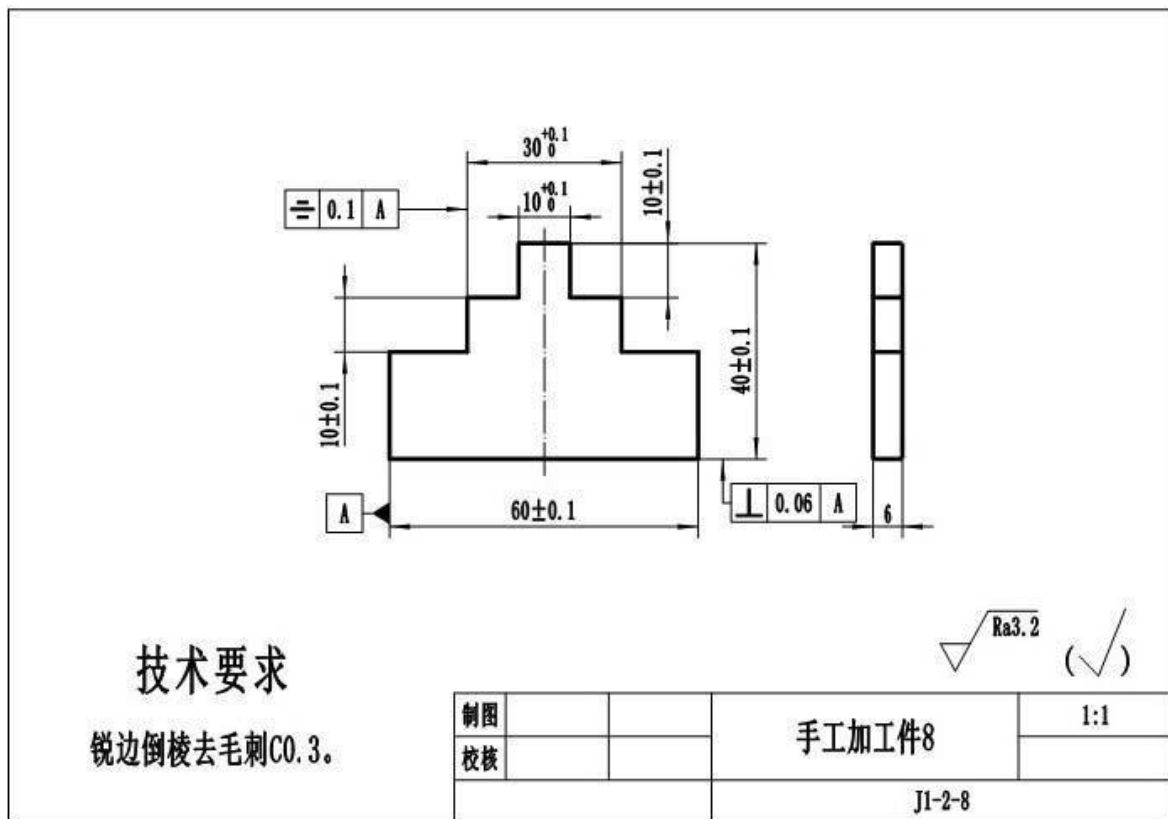 30 +0.1 0
10 +0.1 0
10±0.1
⌯ 0.1 A
40±0.1
10±0.1
A
60±0.1
⊥ 0.06 A
6
Ra3.2
(√)
技术要求
锐边倒棱去毛刺C0.3。
制图
手工加工件8
1:1
校核
J1-2-8